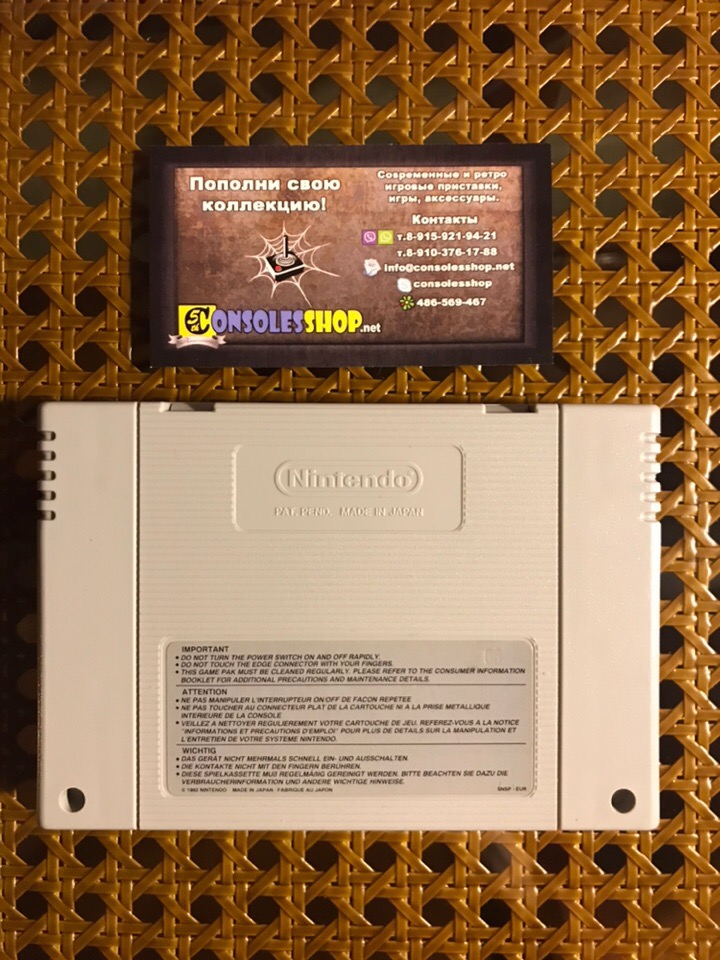 Пополни свою
коллекцию!
Современные и ретро
игровые приставки,
игры, аксессуары.
Контакты
т.8-915-921-94-21
т.8-910-376-17-88
info@consolesshop.net
consolesshop
486-569-467
CONSOLESSHOP.net
Nintendo
PAT. PEND. MADE IN JAPAN
IMPORTANT
• DO NOT TURN THE POWER SWITCH ON AND OFF RAPIDLY.
• DO NOT TOUCH THE EDGE CONNECTOR WITH YOUR FINGERS.
• THIS GAME PAK MUST BE CLEANED REGULARLY. PLEASE REFER TO THE CONSUMER INFORMATION
BOOKLET FOR ADDITIONAL PRECAUTIONS AND MAINTENANCE DETAILS.
ATTENTION
• NE PAS MANIPULER L'INTERRUPTEUR ON/OFF DE FACON REPETEE
• NE PAS TOUCHER AU CONNECTEUR PLAT DE LA CARTOUCHE NI A LA PRISE METALLIQUE
INTERIEURE DE LA CONSOLE
• VEILLEZ A NETTOYER REGULIEREMENT VOTRE CARTOUCHE DE JEU. REFEREZ-VOUS A LA NOTICE
"INFORMATIONS ET PRECAUTIONS D'EMPLOI" POUR PLUS DE DETAILS SUR LA MANIPULATION ET
L'ENTRETIEN DE VOTRE SYSTEME NINTENDO.
WICHTIG
• DAS GERÄT NICHT MEHRMALS SCHNELL EIN- UND AUSSCHALTEN.
• DIE KONTAKTE NICHT MIT DEN FINGERN BERÜHREN.
• DIESE SPIELKASSETTE MUß REGELMÄßIG GEREINIGT WERDEN. BITTE BEACHTEN SIE DAZU DIE
VERBRAUCHERINFORMATION UND ANDERE WICHTIGE HINWEISE.
© 1992 NINTENDO MADE IN JAPAN FABRIQUE AU JAPON SNSP-EUR